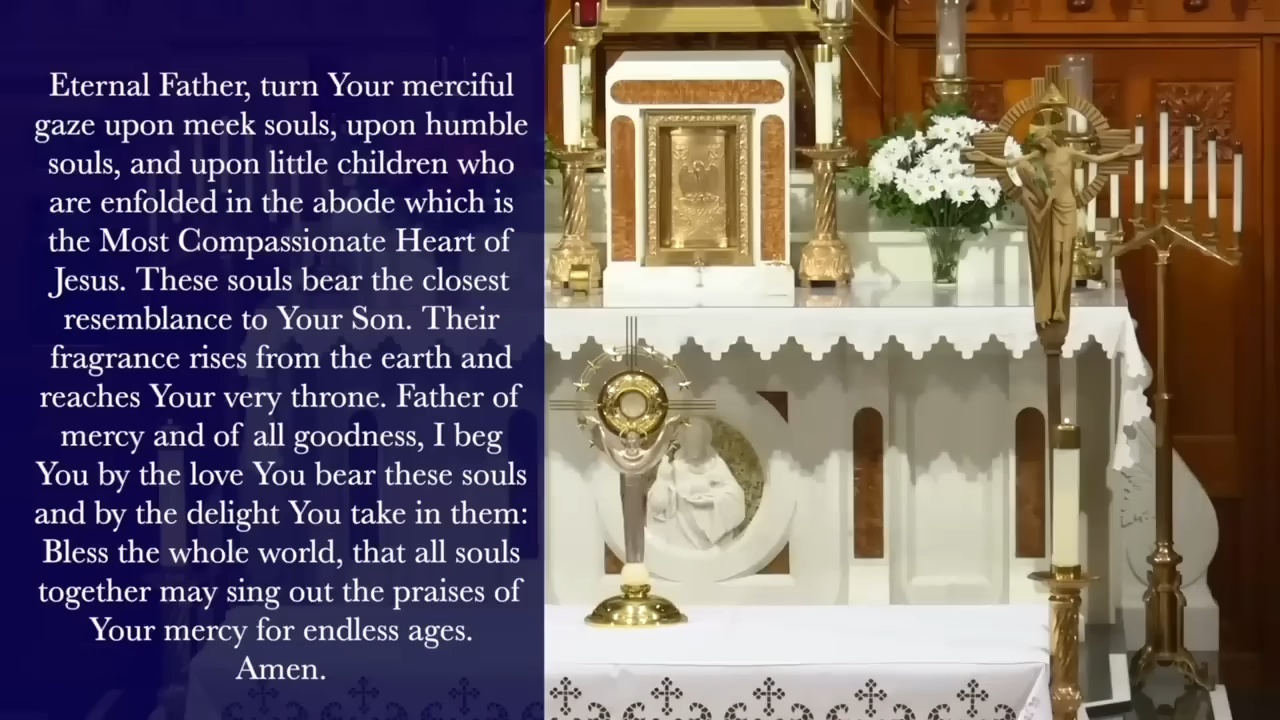 Eternal Father, turn Your merciful
gaze upon meek souls, upon humble
souls, and upon little children who
are enfolded in the abode which is
the Most Compassionate Heart of
Jesus. These souls bear the closest
resemblance to Your Son. Their
fragrance rises from the earth and
reaches Your very throne. Father of
mercy and of all goodness, I beg
You by the love You bear these souls
and by the delight You take in them:
Bless the whole world, that all souls
together may sing out the praises of
Your mercy for endless ages.
Amen.